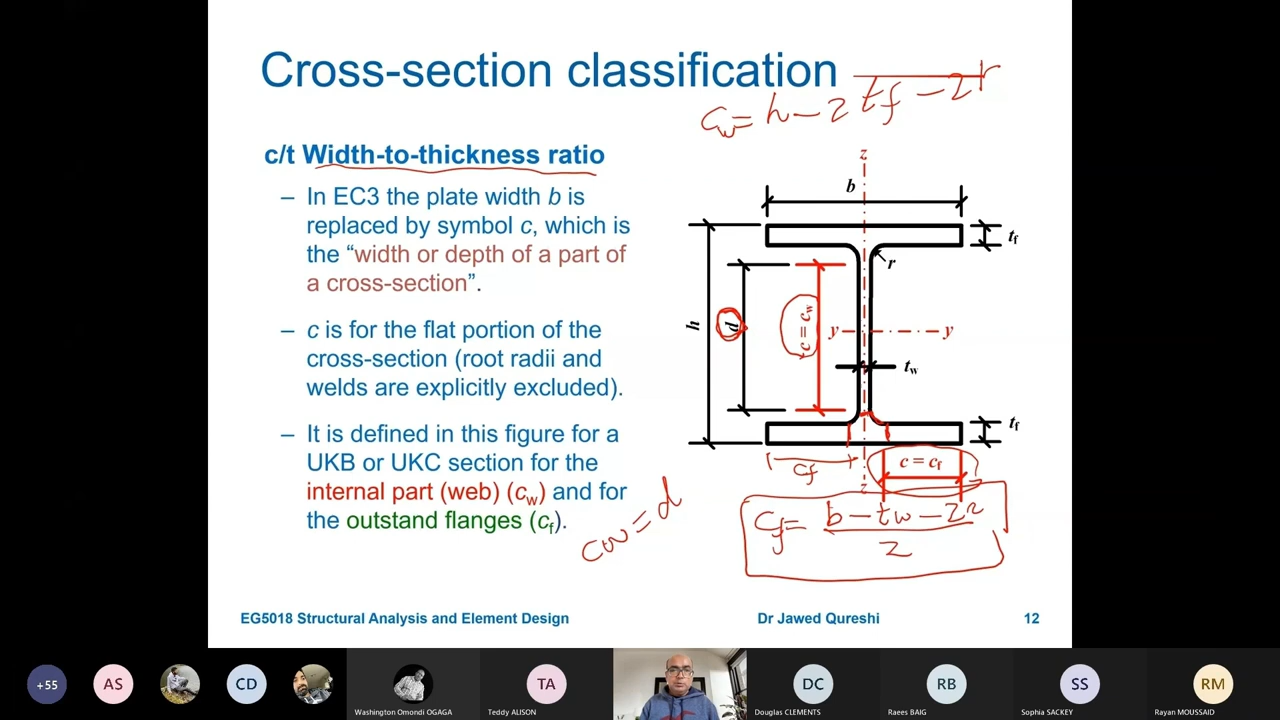 Cross-section classification
cw = h - 2 tf - 2r
c/t Width-to-thickness ratio
– In EC3 the plate width b is
replaced by symbol c, which is
the “width or depth of a part of
a cross-section”.
– c is for the flat portion of the
cross-section (root radii and
welds are explicitly excluded).
– It is defined in this figure for a
UKB or UKC section for the
internal part (web) (cw) and for
the outstand flanges (cf).
cw = d
z
b
tf
r
h
d
c = cw
y
y
tw
tf
cf
c = cf
z
cf = b - tw - 2r
2
EG5018 Structural Analysis and Element Design
Dr Jawed Qureshi
12
+55
AS
CD
Washington Omondi OGAGA
TA
Teddy ALISON
DC
Douglas CLEMENTS
RB
Raees BAIG
SS
Sophia SACKEY
RM
Rayan MOUSSAID